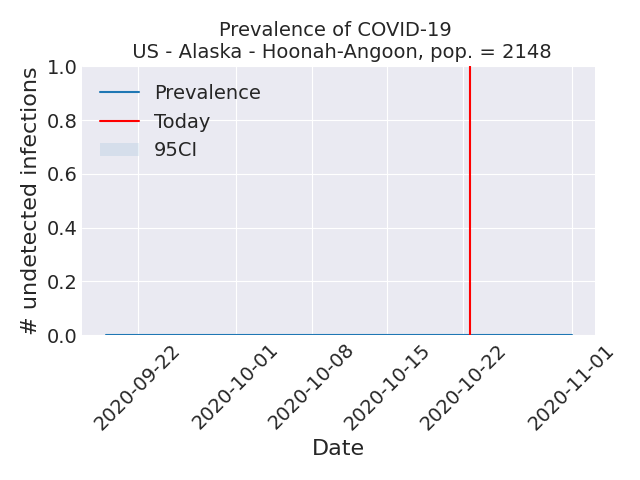 Prevalence of COVID-19
US - Alaska - Hoonah-Angoon, pop. = 2148
# undetected infections
1.0
0.8
0.6
0.4
0.2
0.0
Prevalence
Today
95CI
2020-09-22
2020-10-01
2020-10-08
2020-10-15
2020-10-22
2020-11-01
Date